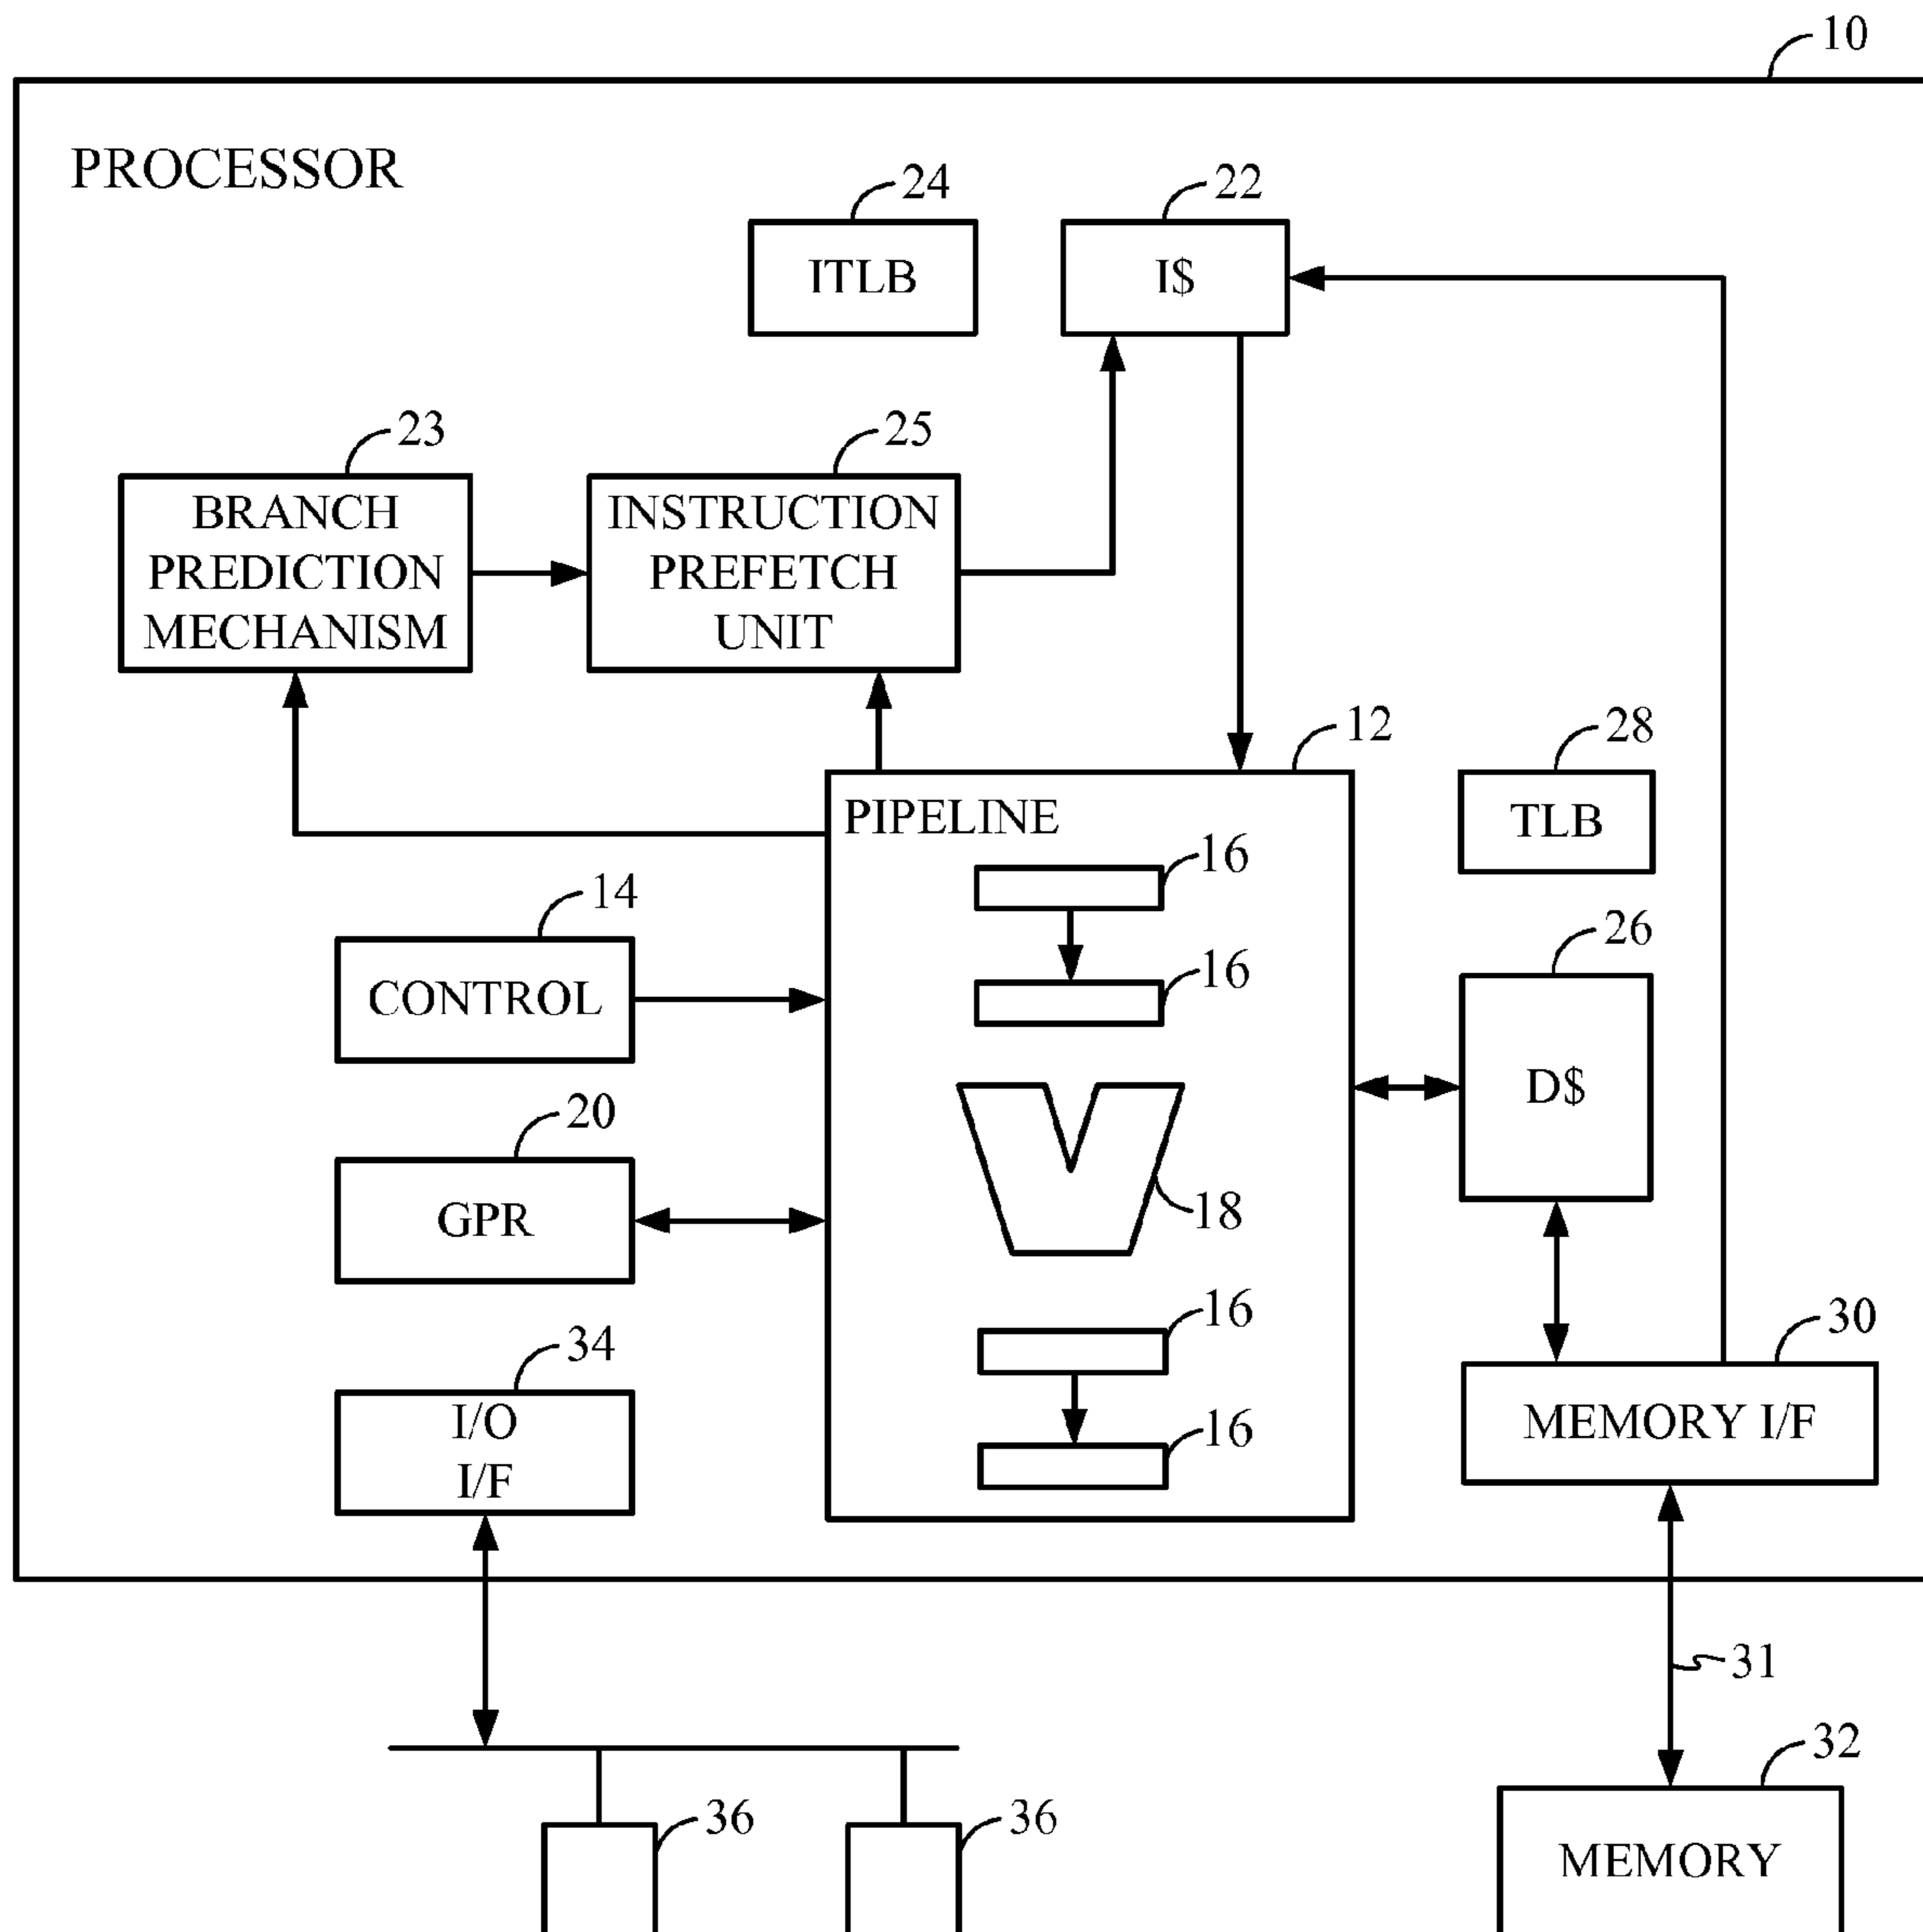 10
PROCESSOR
24
22
ITLB
I$
23
25
BRANCH
PREDICTION
MECHANISM
INSTRUCTION
PREFETCH
UNIT
12
28
PIPELINE
TLB
16
14
26
CONTROL
16
D$
20
GPR
18
16
30
34
I/O
I/F
MEMORY I/F
16
31
32
36
36
MEMORY